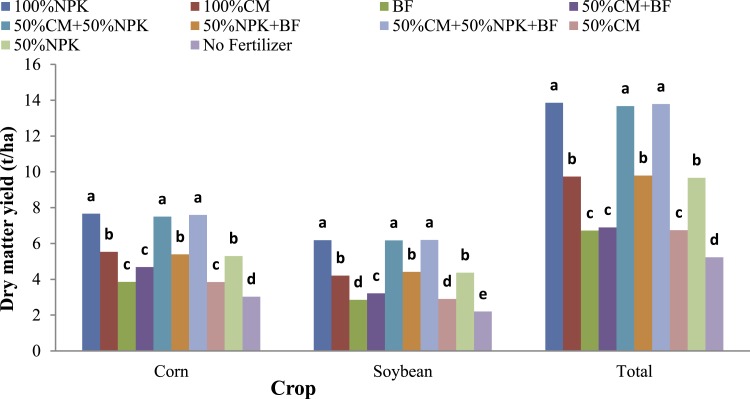 100%NPK 100%CM BF 50%CM+BF
50%CM+50%NPK 50%NPK+BF 50%CM+50%NPK+BF 50%CM
50%NPK No Fertilizer
Dry matter yield (t/ha)
16
14
12
10
8
6
4
2
0
a b c c a b a c b d
a b d c a b a d b e
a b c c a b a c b d
Corn Soybean Total
Crop